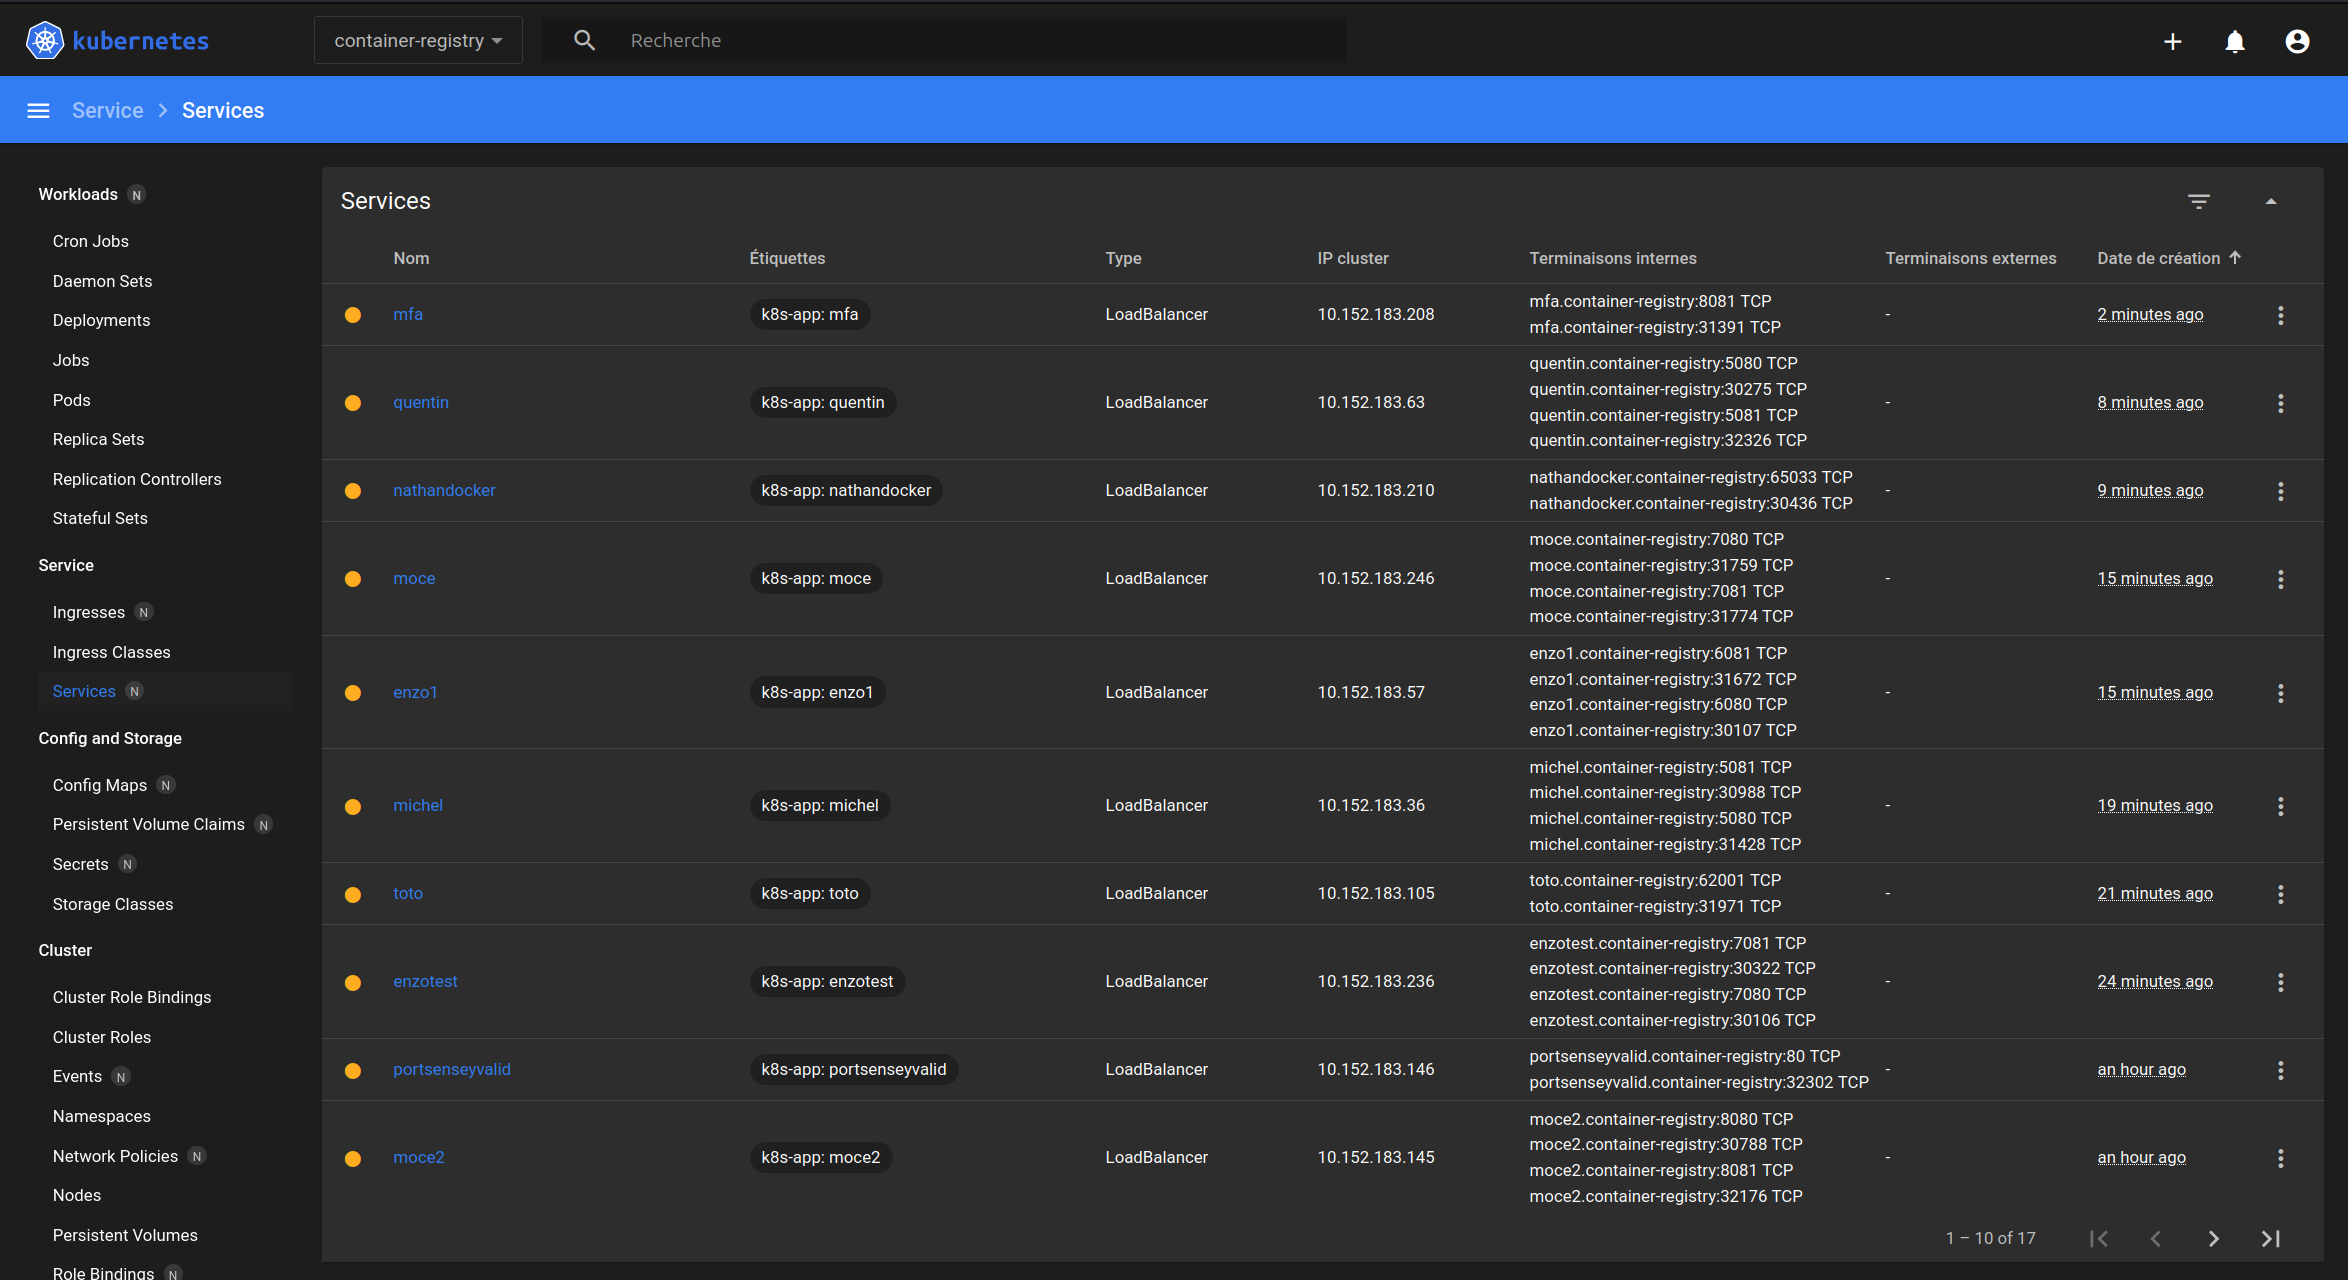 kubernetes
container-registry
Recherche
Service
Services
Workloads N
Cron Jobs
Daemon Sets
Deployments
Jobs
Pods
Replica Sets
Replication Controllers
Stateful Sets
Service
Ingresses N
Ingress Classes
Services N
Config and Storage
Config Maps N
Persistent Volume Claims N
Secrets N
Storage Classes
Cluster
Cluster Role Bindings
Cluster Roles
Events N
Namespaces
Network Policies N
Nodes
Persistent Volumes
Role Bindings N
Services
Nom Étiquettes Type IP cluster Terminaisons internes Terminaisons externes Date de création
mfa k8s-app: mfa LoadBalancer 10.152.183.208 mfa.container-registry:8081 TCP
mfa.container-registry:31391 TCP
- 2 minutes ago
quentin k8s-app: quentin LoadBalancer 10.152.183.63 quentin.container-registry:5080 TCP
quentin.container-registry:30275 TCP
quentin.container-registry:5081 TCP
quentin.container-registry:32326 TCP
- 8 minutes ago
nathandocker k8s-app: nathandocker LoadBalancer 10.152.183.210 nathandocker.container-registry:65033 TCP
nathandocker.container-registry:30436 TCP
- 9 minutes ago
moce k8s-app: moce LoadBalancer 10.152.183.246 moce.container-registry:7080 TCP
moce.container-registry:31759 TCP
moce.container-registry:7081 TCP
moce.container-registry:31774 TCP
- 15 minutes ago
enzo1 k8s-app: enzo1 LoadBalancer 10.152.183.57 enzo1.container-registry:6081 TCP
enzo1.container-registry:31672 TCP
enzo1.container-registry:6080 TCP
enzo1.container-registry:30107 TCP
- 15 minutes ago
michel k8s-app: michel LoadBalancer 10.152.183.36 michel.container-registry:5081 TCP
michel.container-registry:30988 TCP
michel.container-registry:5080 TCP
michel.container-registry:31428 TCP
- 19 minutes ago
toto k8s-app: toto LoadBalancer 10.152.183.105 toto.container-registry:62001 TCP
toto.container-registry:31971 TCP
- 21 minutes ago
enzotest k8s-app: enzotest LoadBalancer 10.152.183.236 enzotest.container-registry:7081 TCP
enzotest.container-registry:30322 TCP
enzotest.container-registry:7080 TCP
enzotest.container-registry:30106 TCP
- 24 minutes ago
portsenseyvalid k8s-app: portsenseyvalid LoadBalancer 10.152.183.146 portsenseyvalid.container-registry:80 TCP
portsenseyvalid.container-registry:32302 TCP
- an hour ago
moce2 k8s-app: moce2 LoadBalancer 10.152.183.145 moce2.container-registry:8080 TCP
moce2.container-registry:30788 TCP
moce2.container-registry:8081 TCP
moce2.container-registry:32176 TCP
- an hour ago
1 – 10 of 17